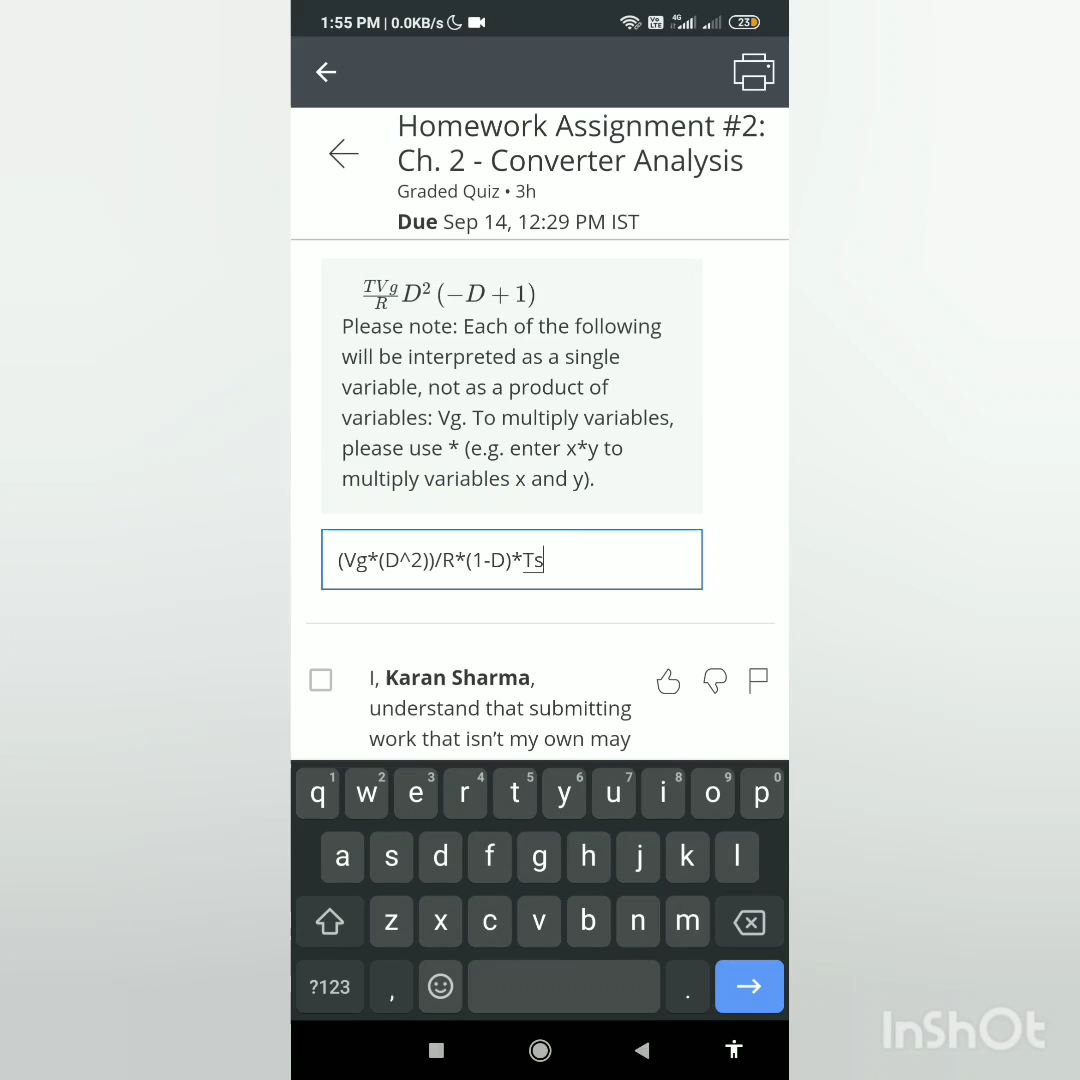 1:55 PM | 0.0KB/s
Vo LTE 4G 23
Homework Assignment #2:
Ch. 2 - Converter Analysis
Graded Quiz • 3h
Due Sep 14, 12:29 PM IST
TVg/R D² (−D + 1)
Please note: Each of the following
will be interpreted as a single
variable, not as a product of
variables: Vg. To multiply variables,
please use * (e.g. enter x*y to
multiply variables x and y).
(Vg*(D^2))/R*(1-D)*Ts
I, Karan Sharma,
understand that submitting
work that isn't my own may
1 2 3 4 5 6 7 8 9 0
q w e r t y u i o p
a s d f g h j k l
z x c v b n m
?123 , .
InShOt